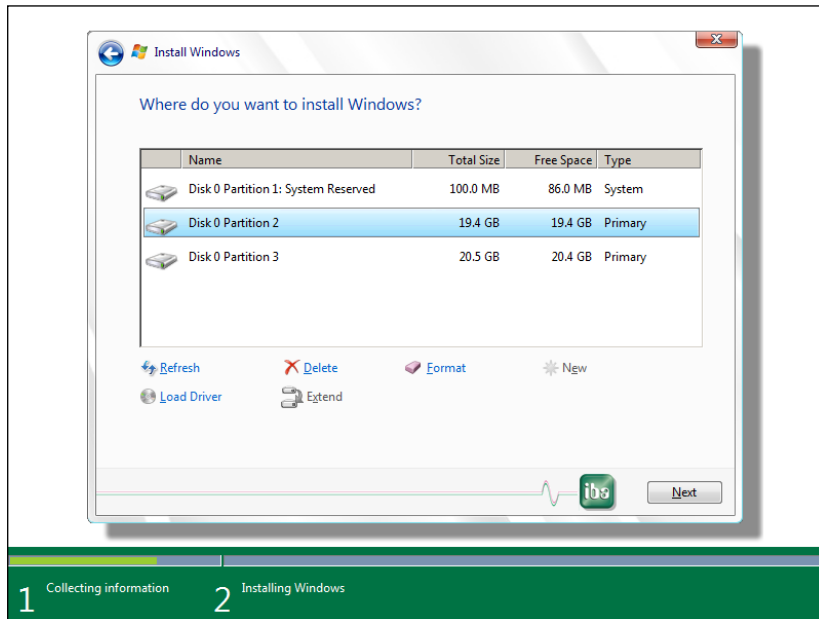 Install Windows
Where do you want to install Windows?
Name Total Size Free Space Type
Disk 0 Partition 1: System Reserved 100.0 MB 86.0 MB System
Disk 0 Partition 2 19.4 GB 19.4 GB Primary
Disk 0 Partition 3 20.5 GB 20.4 GB Primary
Refresh Delete Format New
Load Driver Extend
iba Next
1 Collecting information 2 Installing Windows